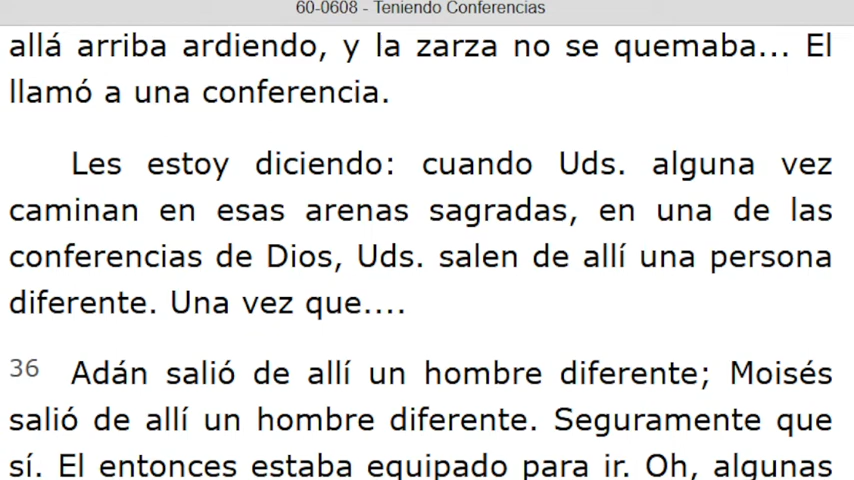 60-0608 - Teniendo Conferencias
allá arriba ardiendo, y la zarza no se quemaba... El
llamó a una conferencia.
Les estoy diciendo: cuando Uds. alguna vez
caminan en esas arenas sagradas, en una de las
conferencias de Dios, Uds. salen de allí una persona
diferente. Una vez que....
36 Adán salió de allí un hombre diferente; Moisés
salió de allí un hombre diferente. Seguramente que
sí. El entonces estaba equipado para ir. Oh, algunas